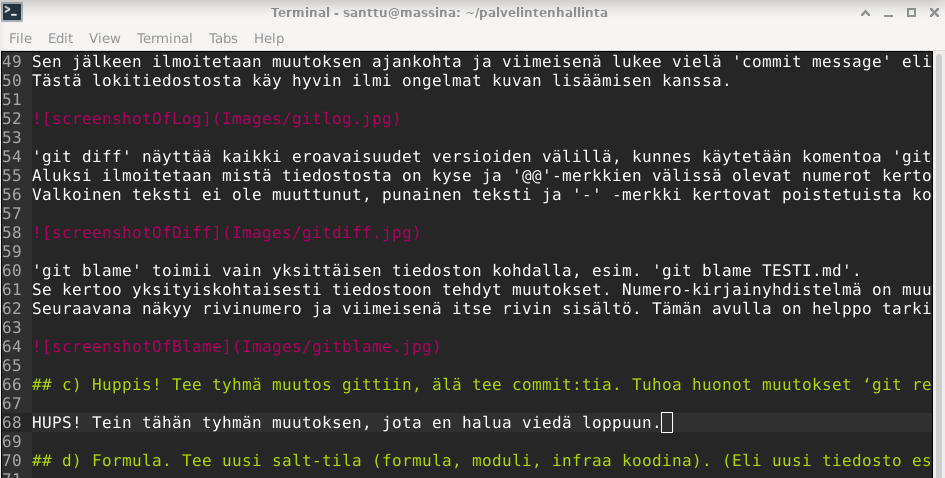 Terminal - santtu@massina: ~/palvelintenhallinta
File Edit View Terminal Tabs Help
49 Sen jälkeen ilmoitetaan muutoksen ajankohta ja viimeisenä lukee vielä 'commit message' eli
50 Tästä lokitiedostosta käy hyvin ilmi ongelmat kuvan lisäämisen kanssa.
51
52 ![screenshotOfLog](Images/gitlog.jpg)
53
54 'git diff' näyttää kaikki eroavaisuudet versioiden välillä, kunnes käytetään komentoa 'git
55 Aluksi ilmoitetaan mistä tiedostosta on kyse ja '@@'-merkkien välissä olevat numerot kerto
56 Valkoinen teksti ei ole muuttunut, punainen teksti ja '-' -merkki kertovat poistetuista ko
57
58 ![screenshotOfDiff](Images/gitdiff.jpg)
59
60 'git blame' toimii vain yksittäisen tiedoston kohdalla, esim. 'git blame TESTI.md'.
61 Se kertoo yksityiskohtaisesti tiedostoon tehdyt muutokset. Numero-kirjainyhdistelmä on muu
62 Seuraavana näkyy rivinumero ja viimeisenä itse rivin sisältö. Tämän avulla on helppo tarki
63
64 ![screenshotOfBlame](Images/gitblame.jpg)
65
66 ## c) Huppis! Tee tyhmä muutos gittiin, älä tee commit:tia. Tuhoa huonot muutokset ‘git re
67
68 HUPS! Tein tähän tyhmän muutoksen, jota en halua viedä loppuun.
69
70 ## d) Formula. Tee uusi salt-tila (formula, moduli, infraa koodina). (Eli uusi tiedosto es
71